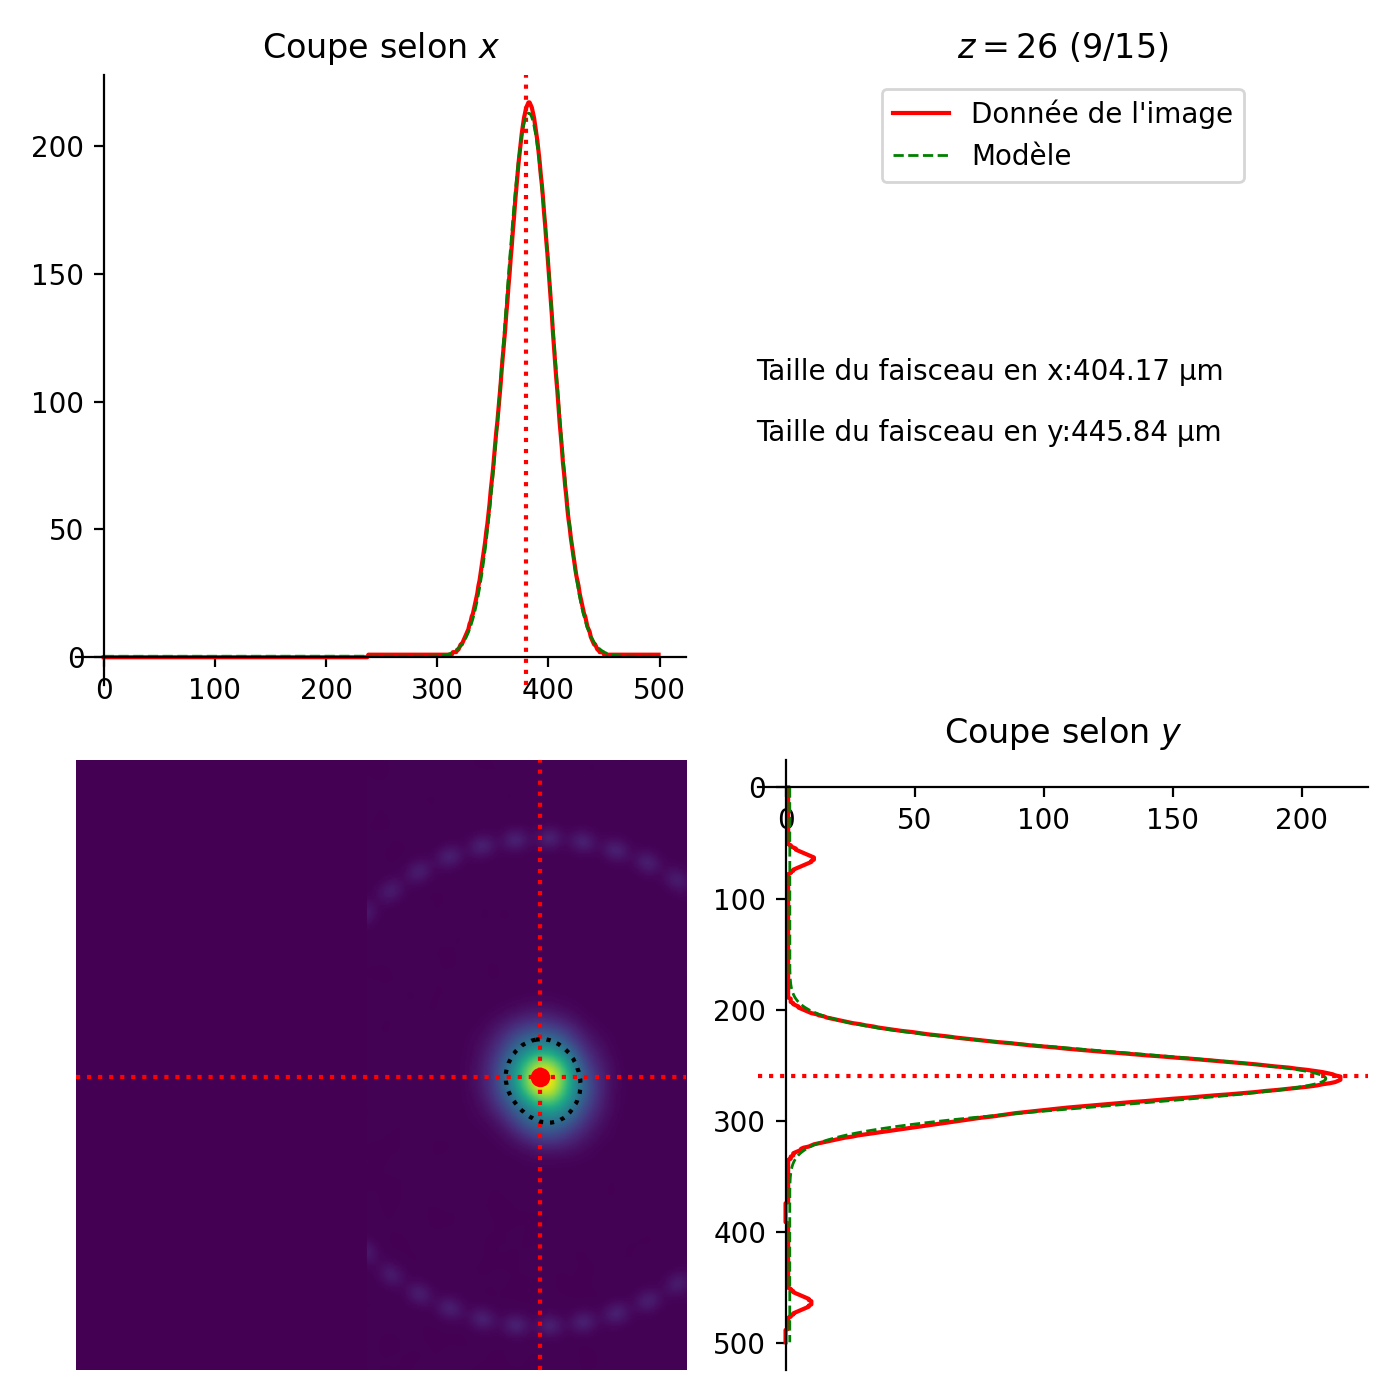 Coupe selon x
200
150
100
50
0
0 100 200 300 400 500
z = 26 (9/15)
Donnée de l'image
Modèle
Taille du faisceau en x:404.17 µm
Taille du faisceau en y:445.84 µm
Coupe selon y
0
0 50 100 150 200
100
200
300
400
500